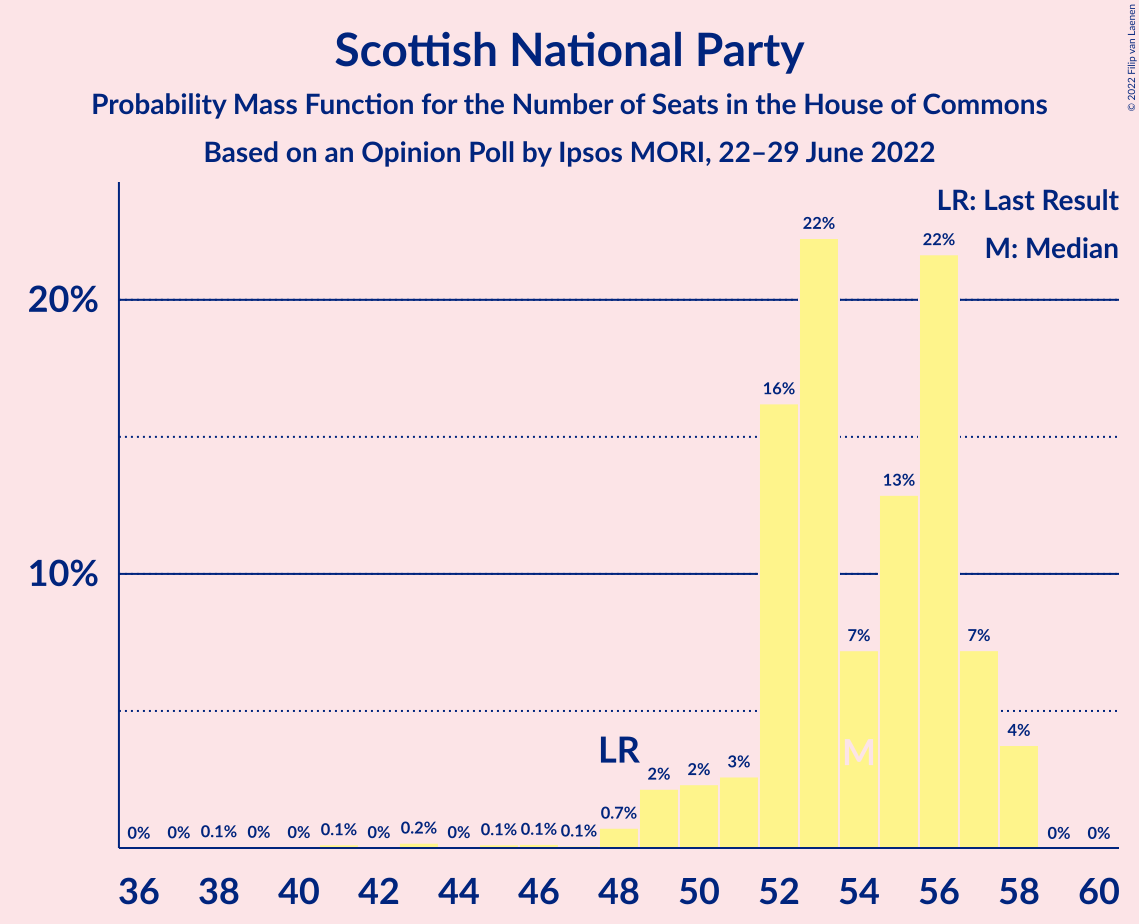 Scottish National Party
Probability Mass Function for the Number of Seats in the House of Commons
Based on an Opinion Poll by Ipsos MORI, 22–29 June 2022
© 2022 Filip van Laenen
LR: Last Result
M: Median
20%
10%
0% 0% 0.1% 0% 0% 0.1% 0% 0.2% 0% 0.1% 0.1% 0.1% 0.7% 2% 2% 3% 16% 22% 7% 13% 22% 7% 4% 0% 0%
LR
M
36 38 40 42 44 46 48 50 52 54 56 58 60